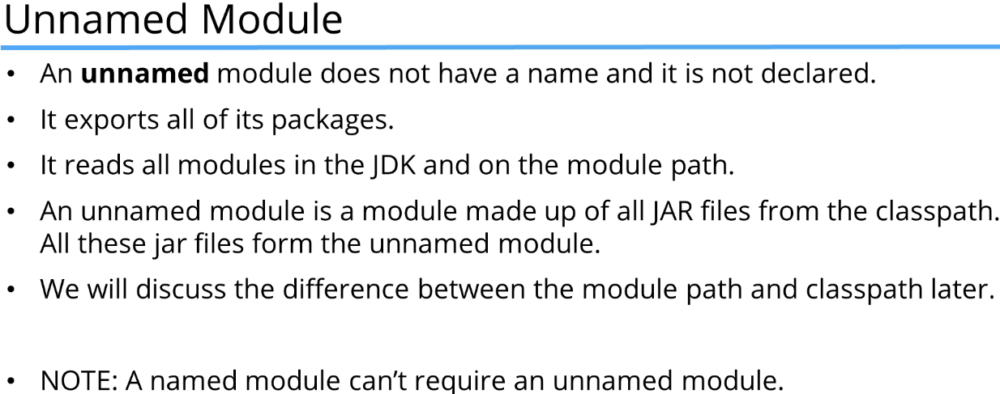 Unnamed Module
• An unnamed module does not have a name and it is not declared.
• It exports all of its packages.
• It reads all modules in the JDK and on the module path.
• An unnamed module is a module made up of all JAR files from the classpath.
All these jar files form the unnamed module.
• We will discuss the difference between the module path and classpath later.
• NOTE: A named module can’t require an unnamed module.